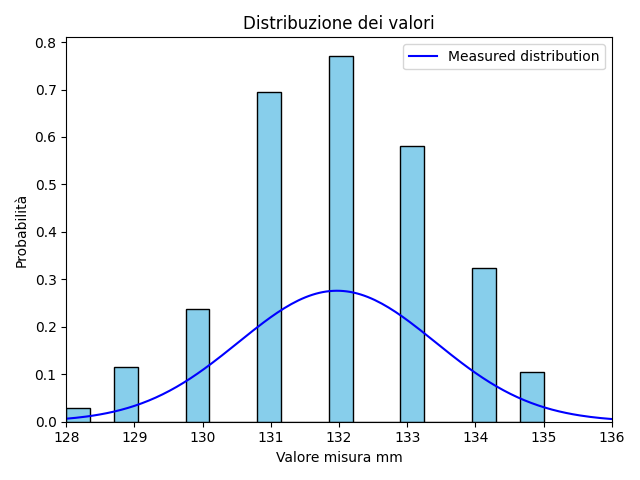 Distribuzione dei valori
Measured distribution
0.8
0.7
0.6
0.5
0.4
0.3
0.2
0.1
0.0
Probabilità
128 129 130 131 132 133 134 135 136
Valore misura mm